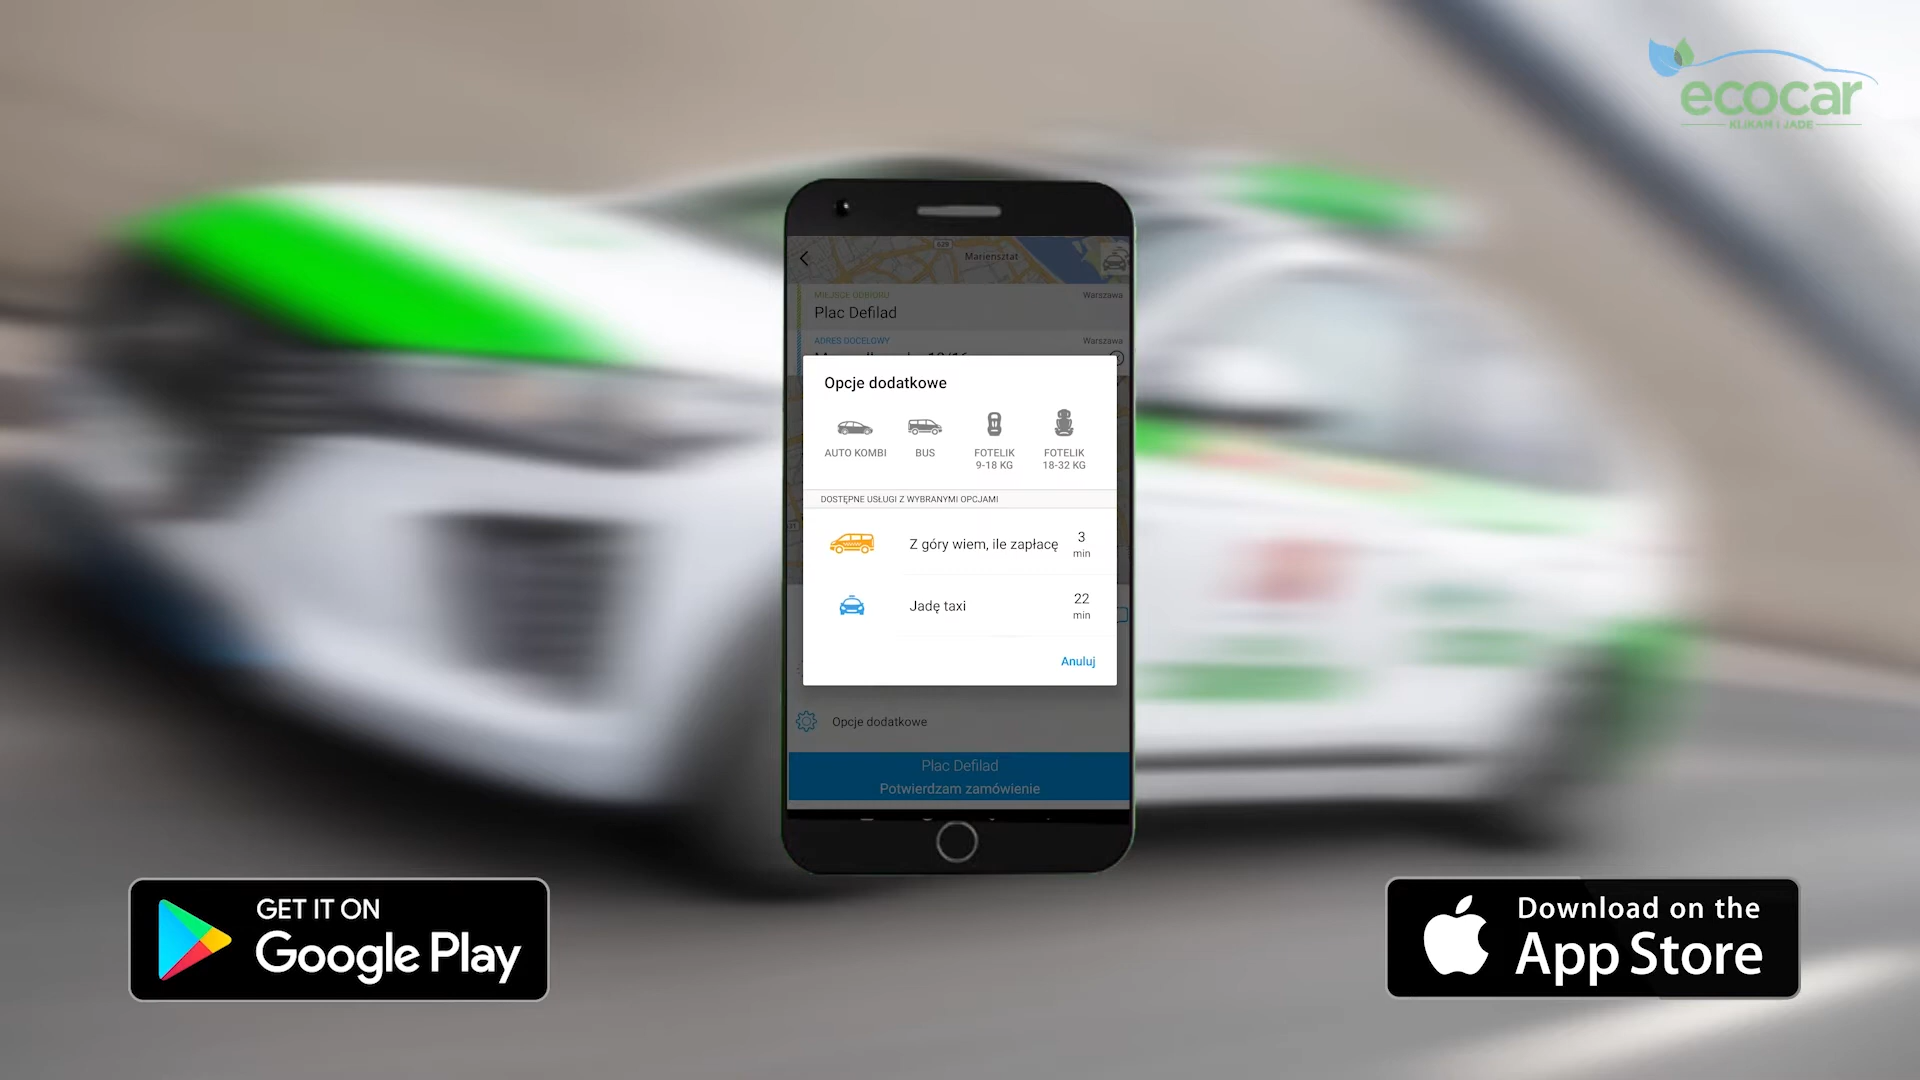 ecocar
KLIKAM I JADĘ
629
Mariensztat
MIEJSCE ODBIORU
Warszawa
Plac Defilad
ADRES DOCELOWY
Warszawa
Opcje dodatkowe
AUTO KOMBI
BUS
FOTELIK
9-18 KG
FOTELIK
18-32 KG
DOSTĘPNE USŁUGI Z WYBRANYMI OPCJAMI
Z góry wiem, ile zapłacę
3
min
Jadę taxi
22
min
Anuluj
Opcje dodatkowe
Plac Defilad
Potwierdzam zamówienie
GET IT ON
Google Play
Download on the
App Store